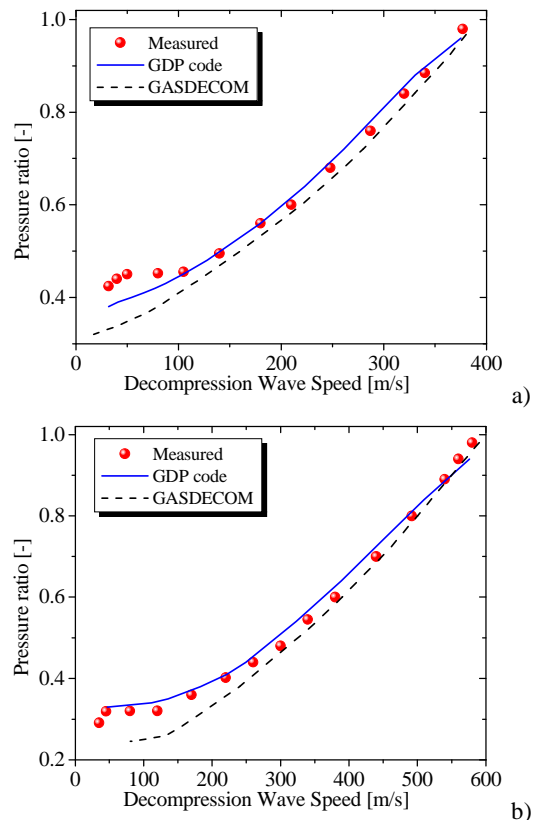 1.0
0.8
0.6
0.4
Pressure ratio [-]
Measured
GDP code
GASDECOM
0 100 200 300 400
Decompression Wave Speed [m/s]
a)
1.0
0.8
0.6
0.4
0.2
Pressure ratio [-]
Measured
GDP code
GASDECOM
0 100 200 300 400 500 600
Decompression Wave Speed [m/s]
b)